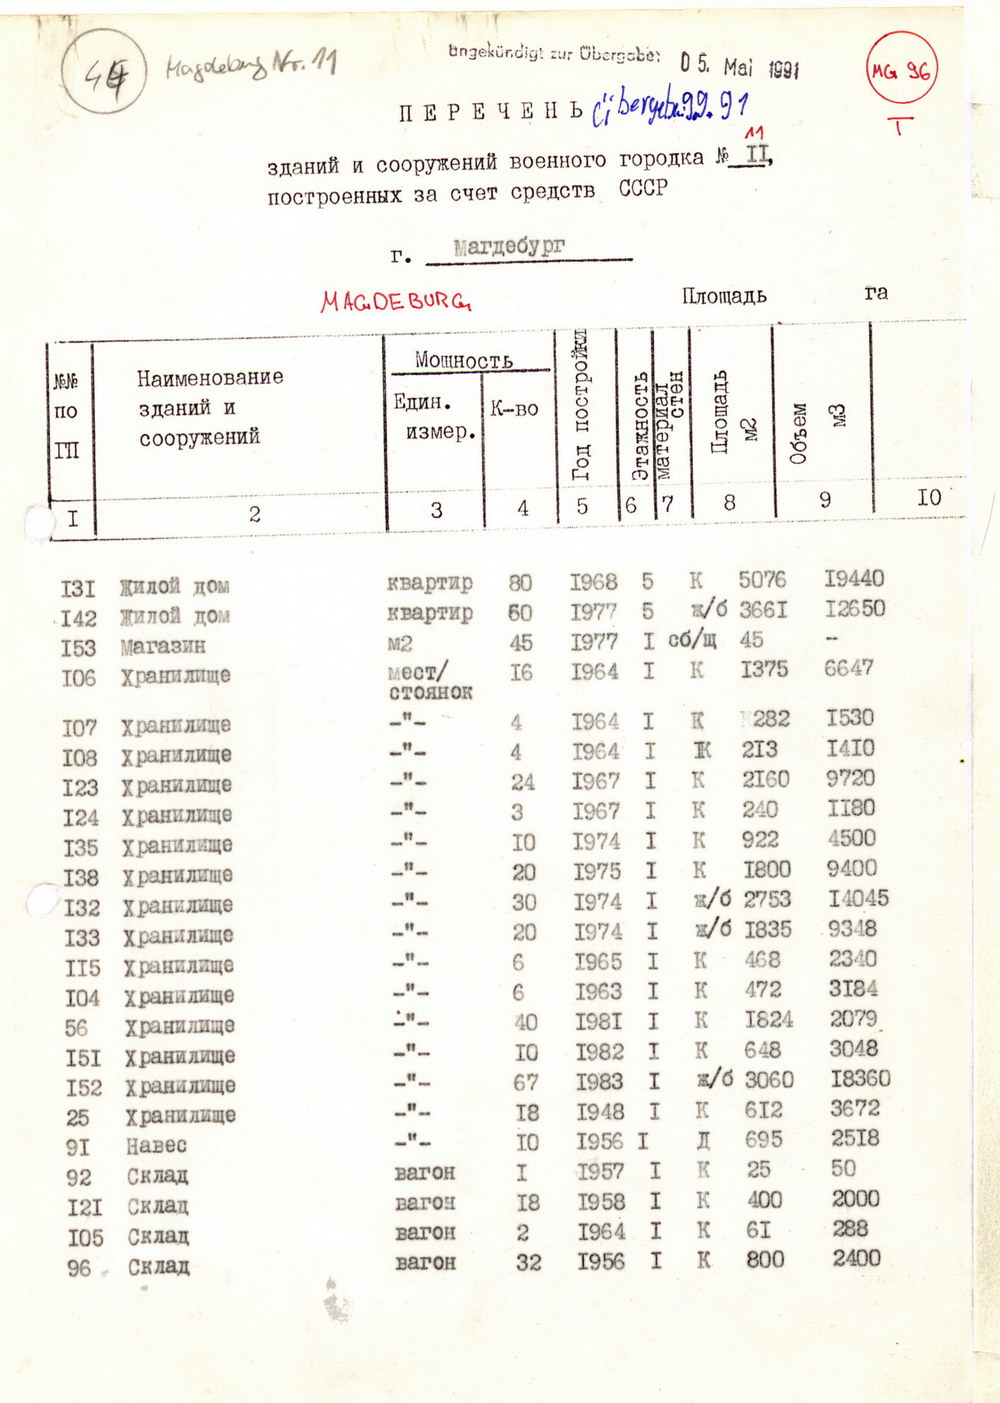 44 Magdeburg Nr. 11
Angekündigt zur Übergabe: 05. Mai 1991
MG 96
I
ПЕРЕЧЕНЬ
11
зданий и сооружений военного городка № II,
построенных за счет средств СССР
г. Магдебург
MAGDEBURG
Площадь га
№№ по ГП | Наименование зданий и сооружений | Мощность | Един. измер. | К-во | Год постройки | Этажность | материал стен | Площадь м2 | Объем м3
I 2 3 4 5 6 7 8 9 I0
I3I Жилой дом квартир 80 I968 5 К 5076 I9440
I42 Жилой дом квартир 60 I977 5 ж/б 366I I2650
I53 Магазин м2 45 I977 I сб/щ 45 –
I06 Хранилище мест/ I6 I964 I К I375 6647
стоянок
I07 Хранилище –"– 4 I964 I К 282 I530
I08 Хранилище –"– 4 I964 I К 2I3 I4I0
I23 Хранилище –"– 24 I967 I К 2I60 9720
I24 Хранилище –"– 3 I967 I К 240 II80
I35 Хранилище –"– I0 I974 I К 922 4500
I38 Хранилище –"– 20 I975 I К I800 9400
I32 Хранилище –"– 30 I974 I ж/б 2753 I4045
I33 Хранилище –"– 20 I974 I ж/б I835 9348
II5 Хранилище –"– 6 I965 I К 468 2340
I04 Хранилище –"– 6 I963 I К 472 3I84
56 Хранилище –"– 40 I98I I К I824 2079
I5I Хранилище –"– I0 I982 I К 648 3048
I52 Хранилище –"– 67 I983 I ж/б 3060 I8360
25 Хранилище –"– I8 I948 I К 6I2 3672
9I Навес –"– I0 I956 I Д 695 25I8
92 Склад вагон I I957 I К 25 50
I2I Склад вагон I8 I958 I К 400 2000
I05 Склад вагон 2 I964 I К 6I 288
96 Склад вагон 32 I956 I К 800 2400